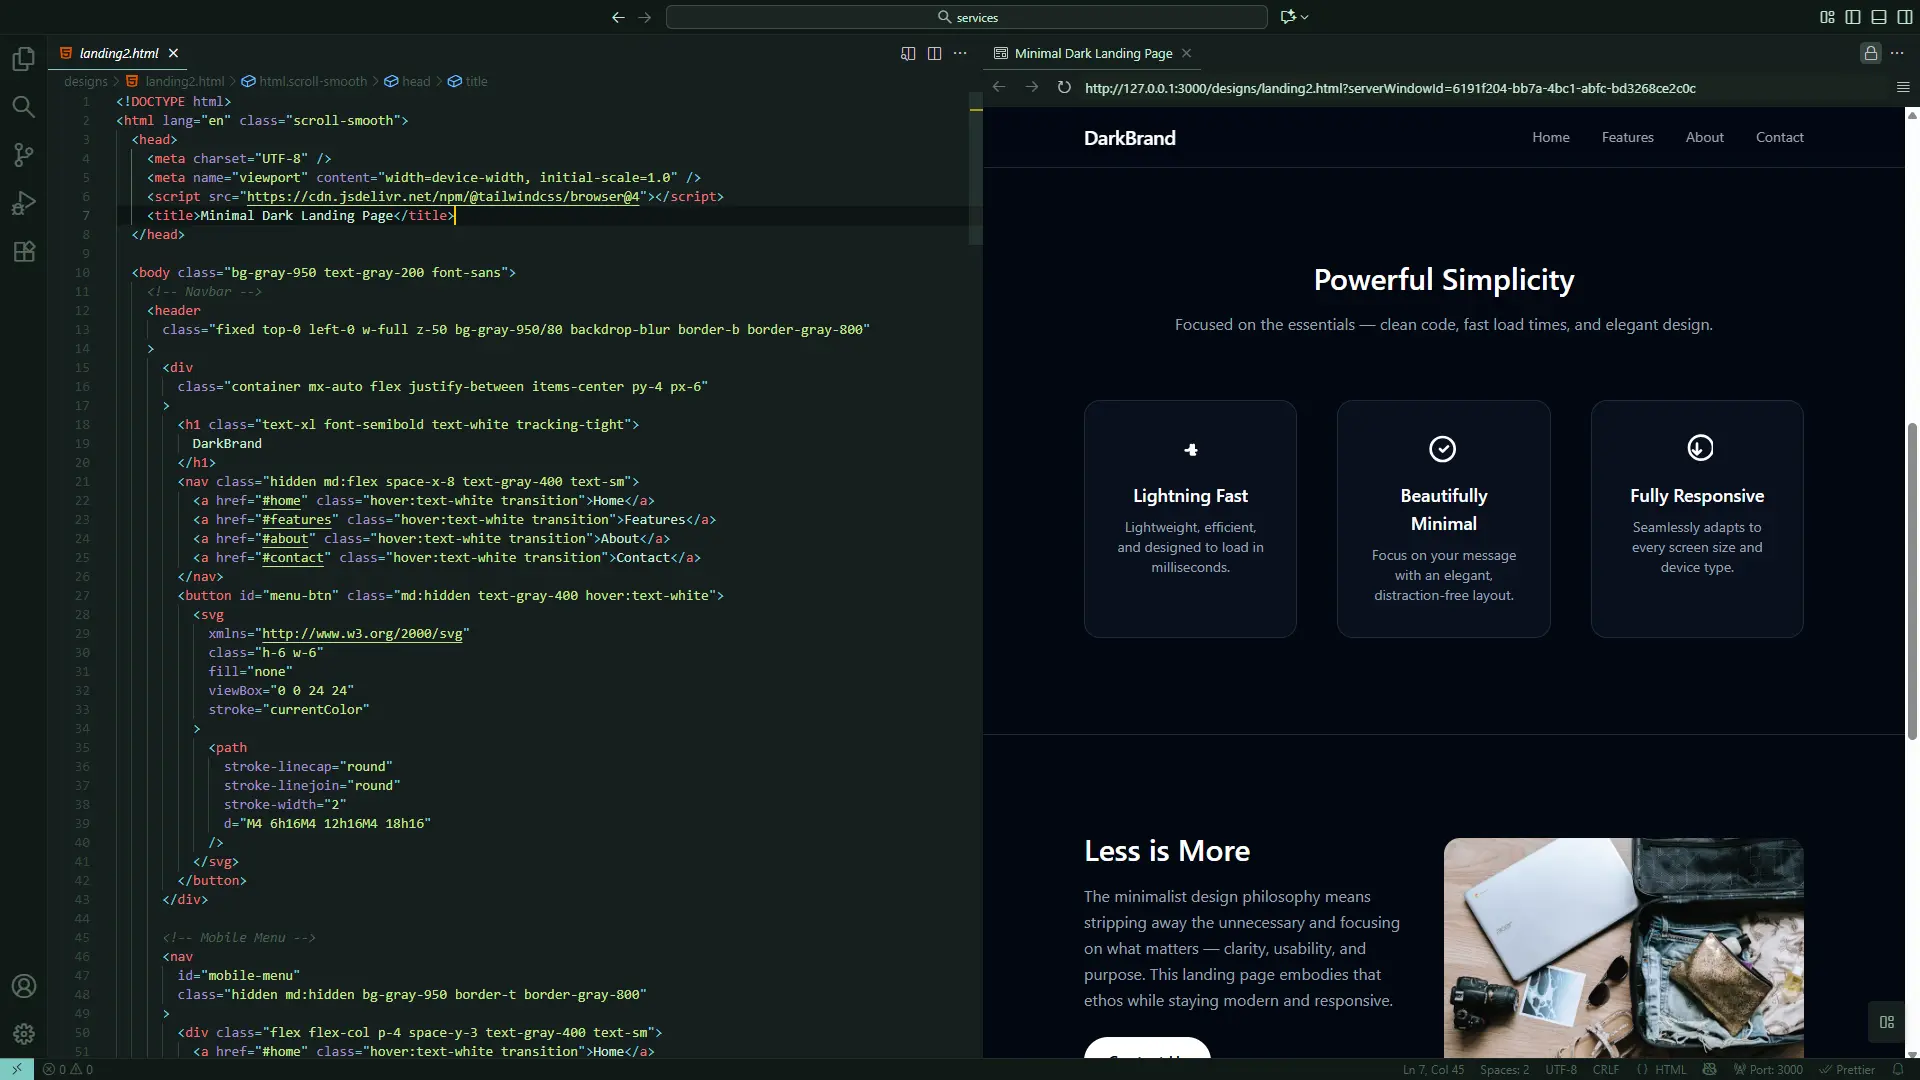 services
landing2.html
designs > landing2.html > html.scroll-smooth > head > title
1 <!DOCTYPE html>
2 <html lang="en" class="scroll-smooth">
3 <head>
4 <meta charset="UTF-8" />
5 <meta name="viewport" content="width=device-width, initial-scale=1.0" />
6 <script src="https://cdn.jsdelivr.net/npm/@tailwindcss/browser@4"></script>
7 <title>Minimal Dark Landing Page</title>
8 </head>
9
10 <body class="bg-gray-950 text-gray-200 font-sans">
11 <!-- Navbar -->
12 <header
13 class="fixed top-0 left-0 w-full z-50 bg-gray-950/80 backdrop-blur border-b border-gray-800"
14 >
15 <div
16 class="container mx-auto flex justify-between items-center py-4 px-6"
17 >
18 <h1 class="text-xl font-semibold text-white tracking-tight">
19 DarkBrand
20 </h1>
21 <nav class="hidden md:flex space-x-8 text-gray-400 text-sm">
22 <a href="#home" class="hover:text-white transition">Home</a>
23 <a href="#features" class="hover:text-white transition">Features</a>
24 <a href="#about" class="hover:text-white transition">About</a>
25 <a href="#contact" class="hover:text-white transition">Contact</a>
26 </nav>
27 <button id="menu-btn" class="md:hidden text-gray-400 hover:text-white">
28 <svg
29 xmlns="http://www.w3.org/2000/svg"
30 class="h-6 w-6"
31 fill="none"
32 viewBox="0 0 24 24"
33 stroke="currentColor"
34 >
35 <path
36 stroke-linecap="round"
37 stroke-linejoin="round"
38 stroke-width="2"
39 d="M4 6h16M4 12h16M4 18h16"
40 />
41 </svg>
42 </button>
43 </div>
44
45 <!-- Mobile Menu -->
46 <nav
47 id="mobile-menu"
48 class="hidden md:hidden bg-gray-950 border-t border-gray-800"
49 >
50 <div class="flex flex-col p-4 space-y-3 text-gray-400 text-sm">
51 <a href="#home" class="hover:text-white transition">Home</a>
Minimal Dark Landing Page
http://127.0.0.1:3000/designs/landing2.html?serverWindowId=6191f204-bb7a-4bc1-abfc-bd3268ce2c0c
DarkBrand
Home Features About Contact
Powerful Simplicity
Focused on the essentials — clean code, fast load times, and elegant design.
Lightning Fast
Lightweight, efficient,
and designed to load in
milliseconds.
Beautifully
Minimal
Focus on your message
with an elegant,
distraction-free layout.
Fully Responsive
Seamlessly adapts to
every screen size and
device type.
Less is More
The minimalist design philosophy means
stripping away the unnecessary and focusing
on what matters — clarity, usability, and
purpose. This landing page embodies that
ethos while staying modern and responsive.
0 0
Ln 7, Col 45 Spaces: 2 UTF-8 CRLF {} HTML Port: 3000 Prettier